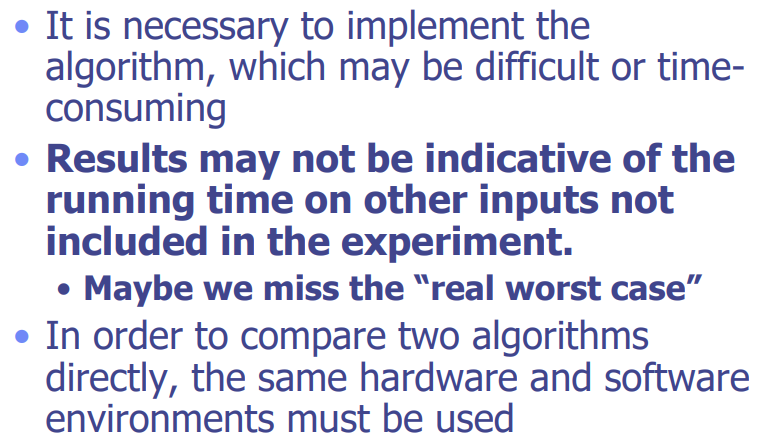 • It is necessary to implement the
algorithm, which may be difficult or time-
consuming
• Results may not be indicative of the
running time on other inputs not
included in the experiment.
• Maybe we miss the “real worst case”
• In order to compare two algorithms
directly, the same hardware and software
environments must be used